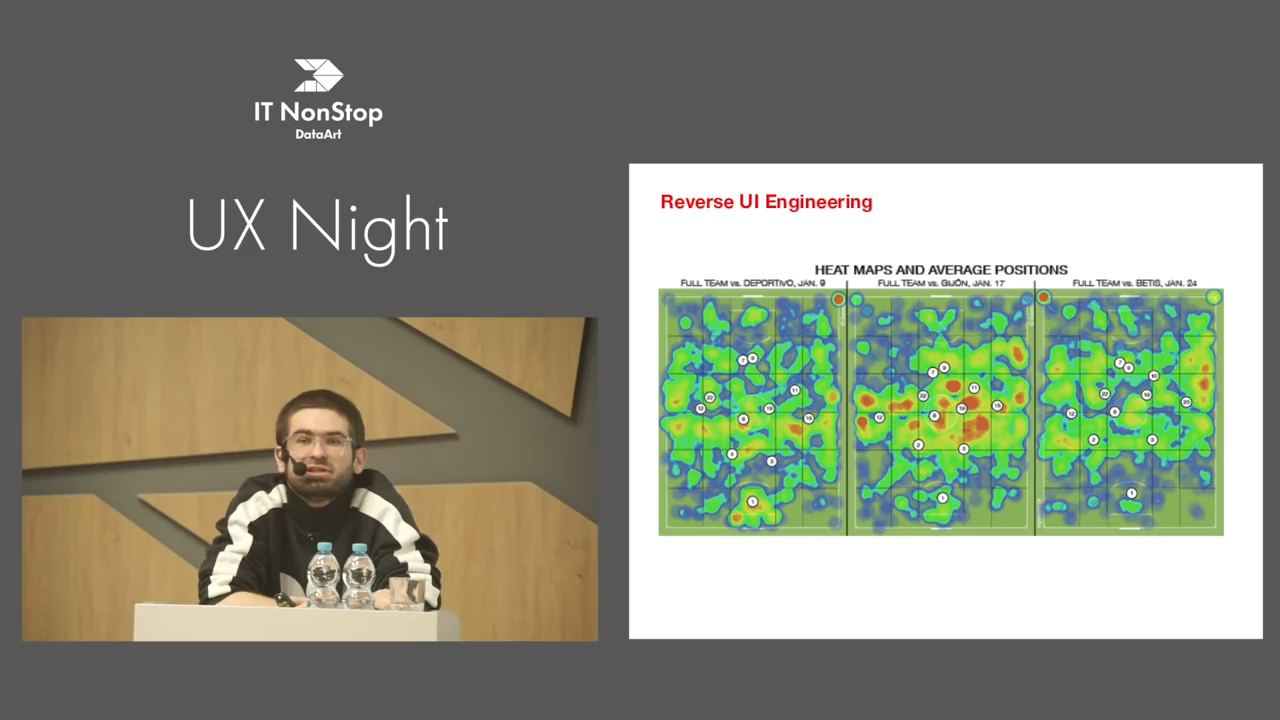 IT NonStop
DataArt
UX Night
Reverse UI Engineering
HEAT MAPS AND AVERAGE POSITIONS
FULL TEAM vs. DEPORTIVO, JAN. 9
FULL TEAM vs. GIJÓN, JAN. 17
FULL TEAM vs. BETIS, JAN. 24